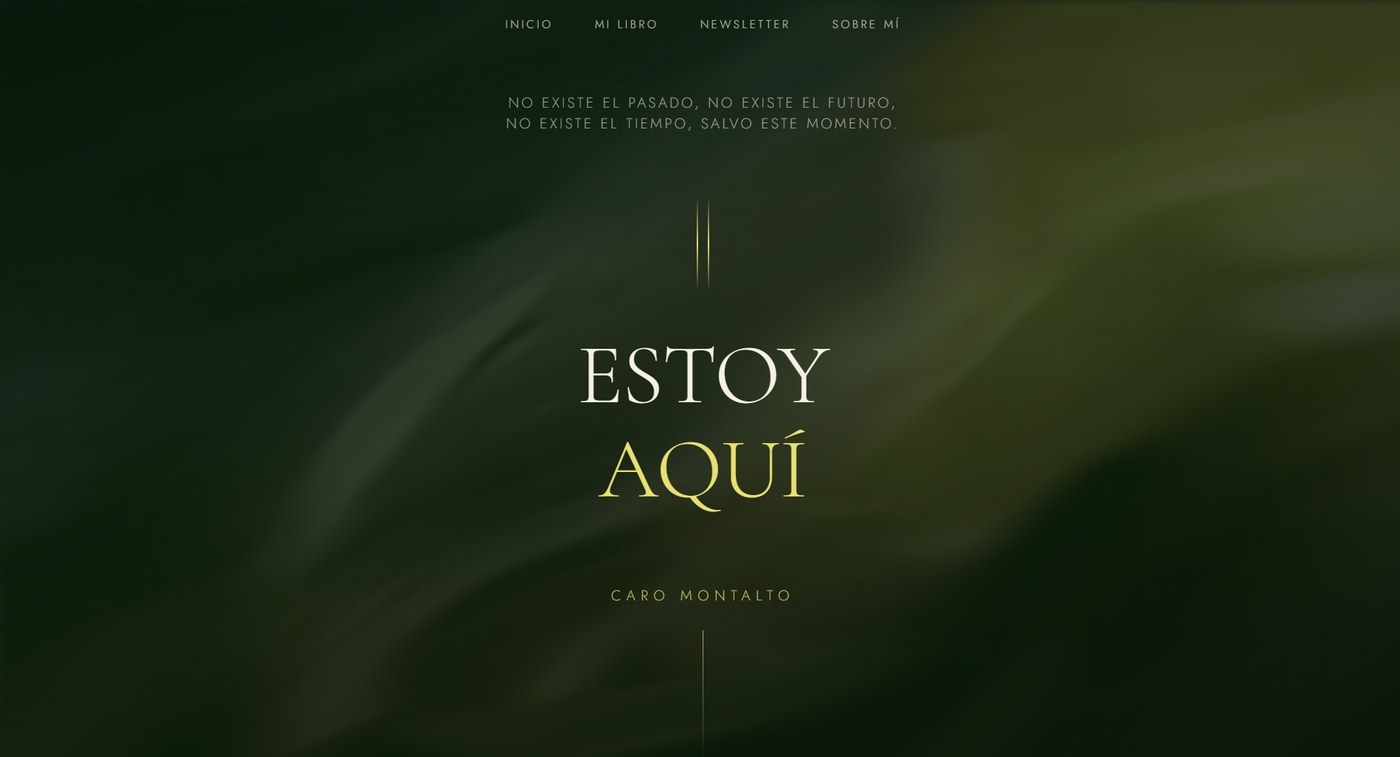 INICIO MI LIBRO NEWSLETTER SOBRE MÍ
NO EXISTE EL PASADO, NO EXISTE EL FUTURO,
NO EXISTE EL TIEMPO, SALVO ESTE MOMENTO.
ESTOY
AQUÍ
CARO MONTALTO